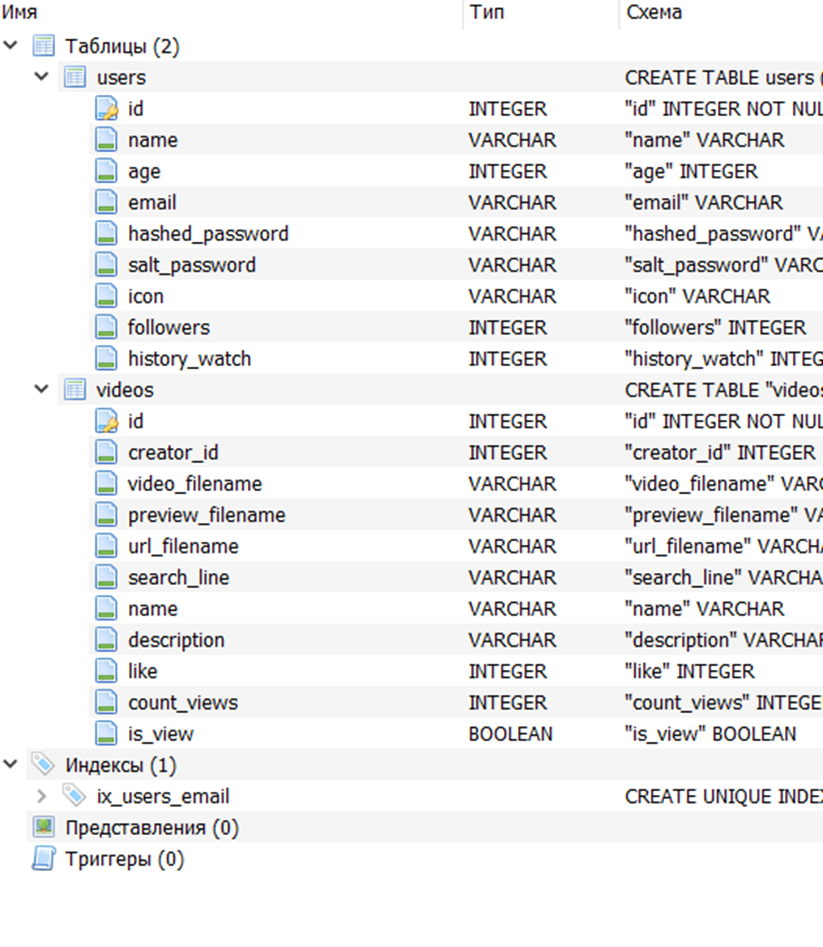 Имя Тип Схема
Таблицы (2)
users CREATE TABLE users (
id INTEGER "id" INTEGER NOT NUL
name VARCHAR "name" VARCHAR
age INTEGER "age" INTEGER
email VARCHAR "email" VARCHAR
hashed_password VARCHAR "hashed_password" VA
salt_password VARCHAR "salt_password" VARC
icon VARCHAR "icon" VARCHAR
followers INTEGER "followers" INTEGER
history_watch INTEGER "history_watch" INTEG
videos CREATE TABLE "videos
id INTEGER "id" INTEGER NOT NUL
creator_id INTEGER "creator_id" INTEGER
video_filename VARCHAR "video_filename" VARC
preview_filename VARCHAR "preview_filename" VA
url_filename VARCHAR "url_filename" VARCHA
search_line VARCHAR "search_line" VARCHA
name VARCHAR "name" VARCHAR
description VARCHAR "description" VARCHAR
like INTEGER "like" INTEGER
count_views INTEGER "count_views" INTEGE
is_view BOOLEAN "is_view" BOOLEAN
Индексы (1)
ix_users_email CREATE UNIQUE INDEX
Представления (0)
Триггеры (0)